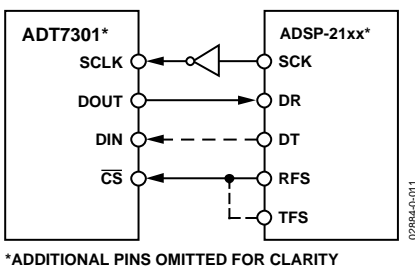 ADT7301*
ADSP-21xx*
SCLK
SCK
DOUT
DR
DIN
DT
CS
RFS
TFS
02884-0-011
*ADDITIONAL PINS OMITTED FOR CLARITY